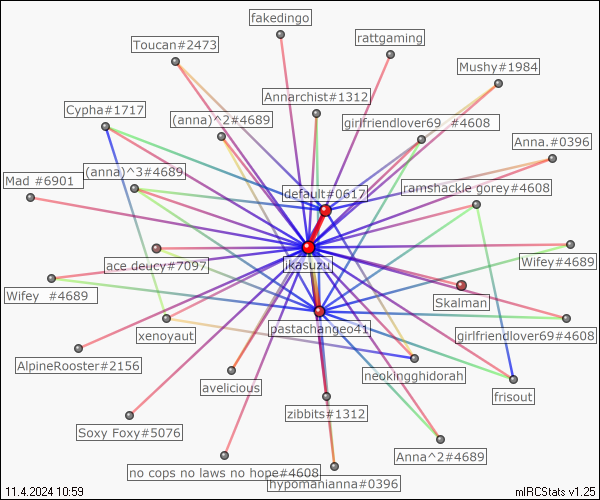 fakedingo
rattgaming
Toucan#2473
Mushy#1984
Annarchist#1312
Cypha#1717
(anna)^2#4689
girlfriendlover69 #4608
Anna.#0396
(anna)^3#4689
Mad #6901
default#0617
ramshackle gorey#4608
ikasuzu
ace deucy#7097
Wifey#4689
Wifey #4689
Skalman
pastachangeo41
xenoyaut
girlfriendlover69#4608
AlpineRooster#2156
neokingghidorah
avelicious
frisout
zibbits#1312
Soxy Foxy#5076
Anna^2#4689
no cops no laws no hope#4608
hypomanianna#0396
11.4.2024 10:59
mIRCStats v1.25